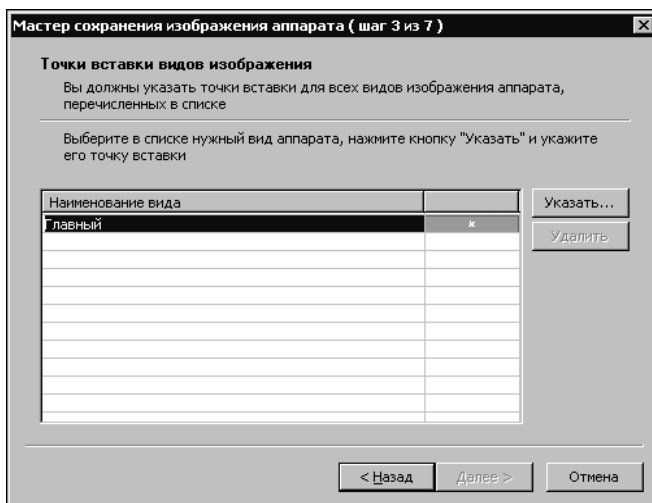 Мастер сохранения изображения аппарата ( шаг 3 из 7 )
Точки вставки видов изображения
Вы должны указать точки вставки для всех видов изображения аппарата,
перечисленных в списке
Выберите в списке нужный вид аппарата, нажмите кнопку "Указать" и укажите
его точку вставки
Наименование вида
Указать...
Главный
Удалить
< Назад
Далее >
Отмена